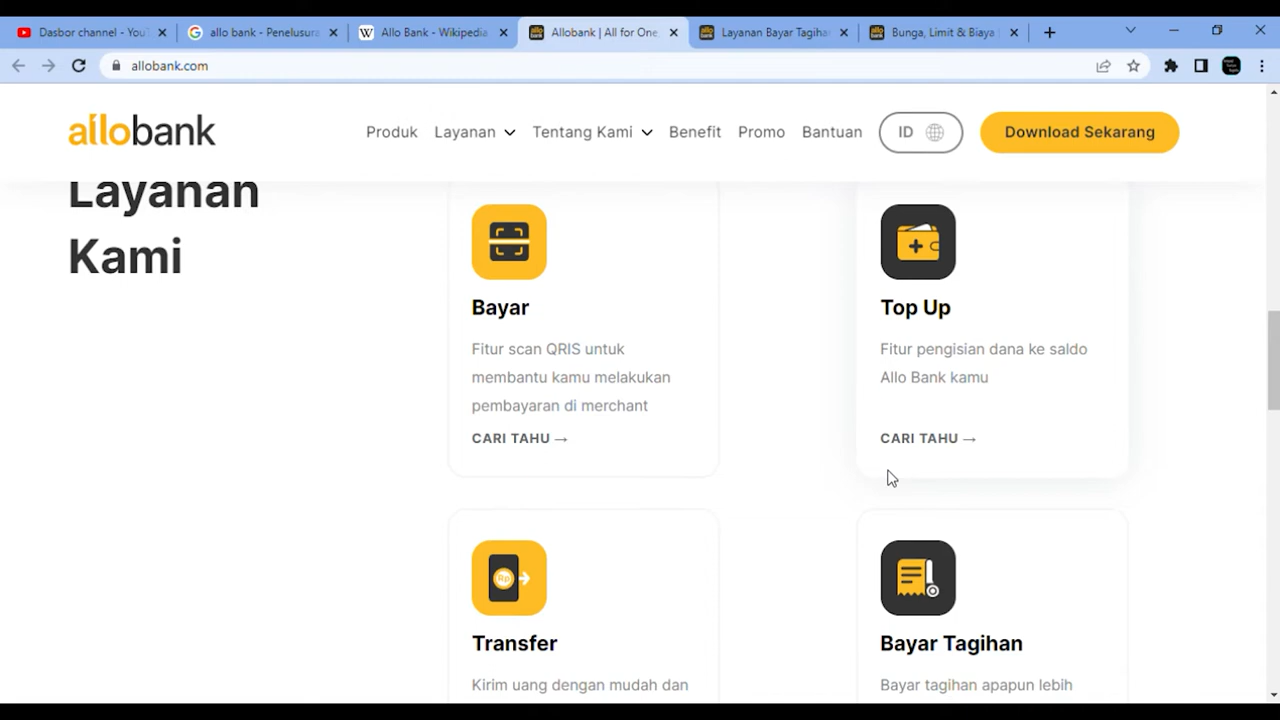 Dasbor channel - You
allo bank - Penelusura
Allo Bank - Wikipedia
Allobank | All for One
Layanan Bayar Tagihan
Bunga, Limit & Biaya
allobank.com
allobank
Produk
Layanan
Tentang Kami
Benefit
Promo
Bantuan
ID
Download Sekarang
Layanan
Kami
Bayar
Fitur scan QRIS untuk
membantu kamu melakukan
pembayaran di merchant
CARI TAHU →
Top Up
Fitur pengisian dana ke saldo
Allo Bank kamu
CARI TAHU →
Rp
Transfer
Kirim uang dengan mudah dan
Bayar Tagihan
Bayar tagihan apapun lebih